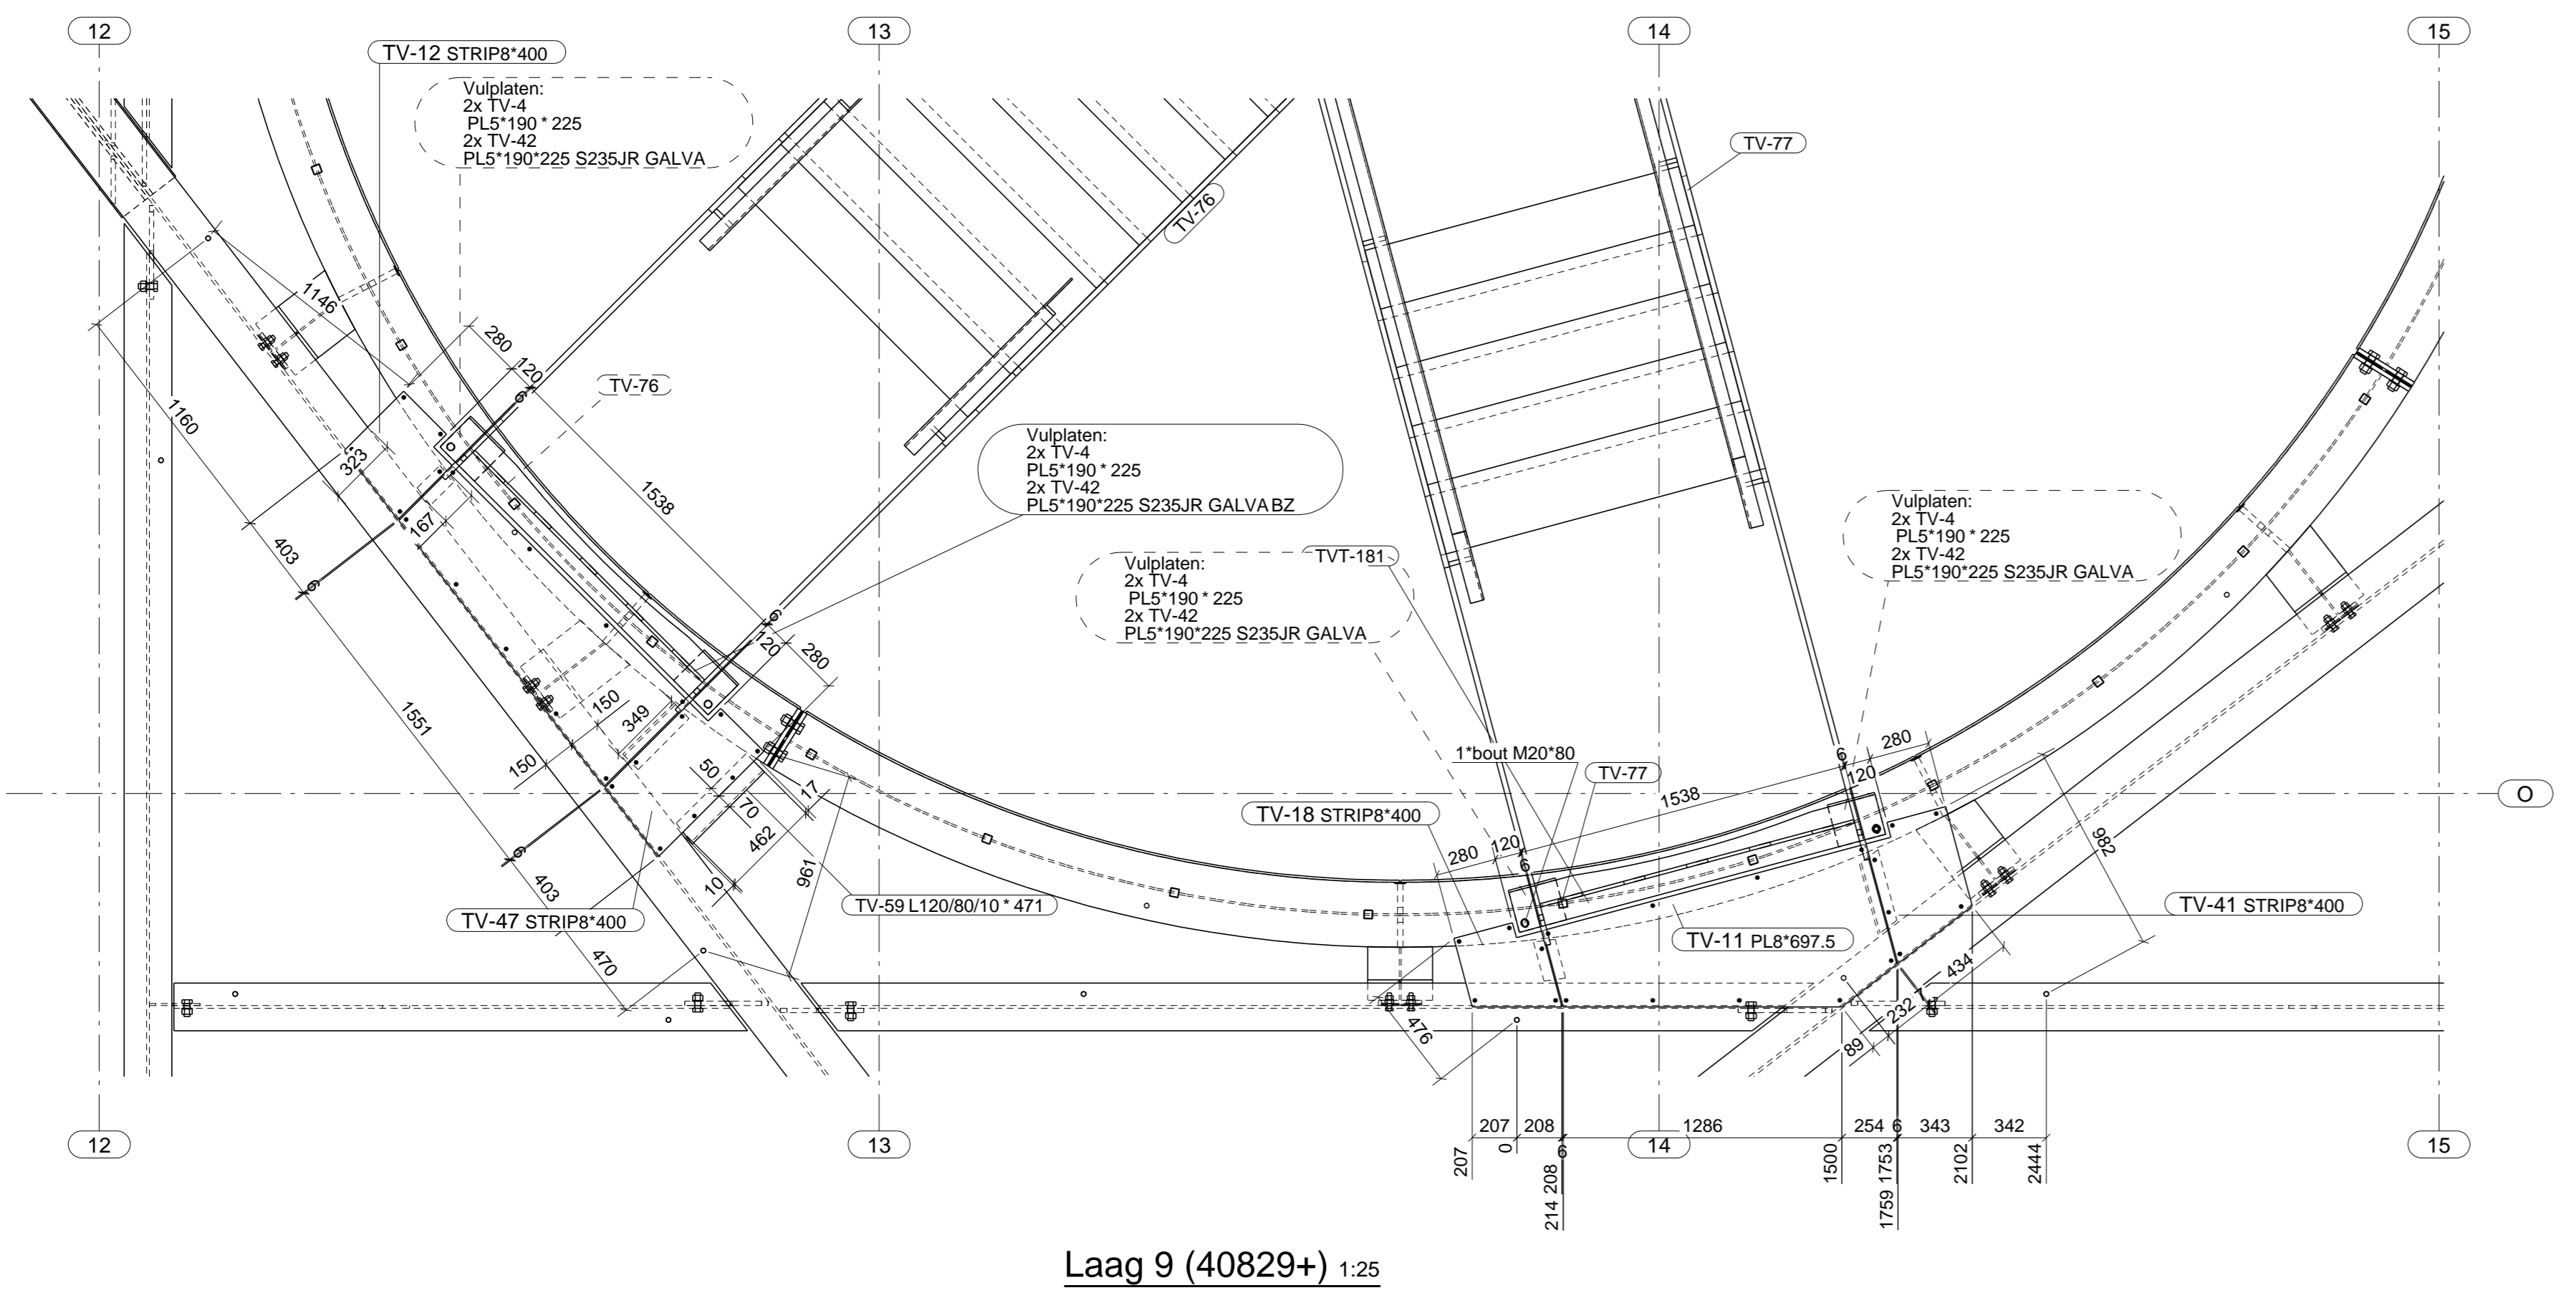 12
13
14
15
TV-12 STRIP8*400
Vulplaten:
2x TV-4
PL5*190 * 225
2x TV-42
PL5*190*225 S235JR GALVA
TV-77
TV-76
1146
280
120
6
TV-76
1160
323
1538
167
403
6
Vulplaten:
2x TV-4
PL5*190 * 225
2x TV-42
PL5*190*225 S235JR GALVA BZ
Vulplaten:
2x TV-4
PL5*190 * 225
2x TV-42
PL5*190*225 S235JR GALVA
TVT-181
Vulplaten:
2x TV-4
PL5*190 * 225
2x TV-42
PL5*190*225 S235JR GALVA
6
120
280
1551
150
349
150
50
70
17
462
10
961
6
403
470
TV-47 STRIP8*400
TV-59 L120/80/10 * 471
1*bout M20*80
TV-77
TV-18 STRIP8*400
280
120
6
1538
6
120
280
O
982
TV-41 STRIP8*400
TV-11 PL8*697.5
434
232
89
476
207
208
1286
254
6
343
342
6
207
0
214
208
1500
1759
1753
2102
2444
12
13
14
15
Laag 9 (40829+) 1:25